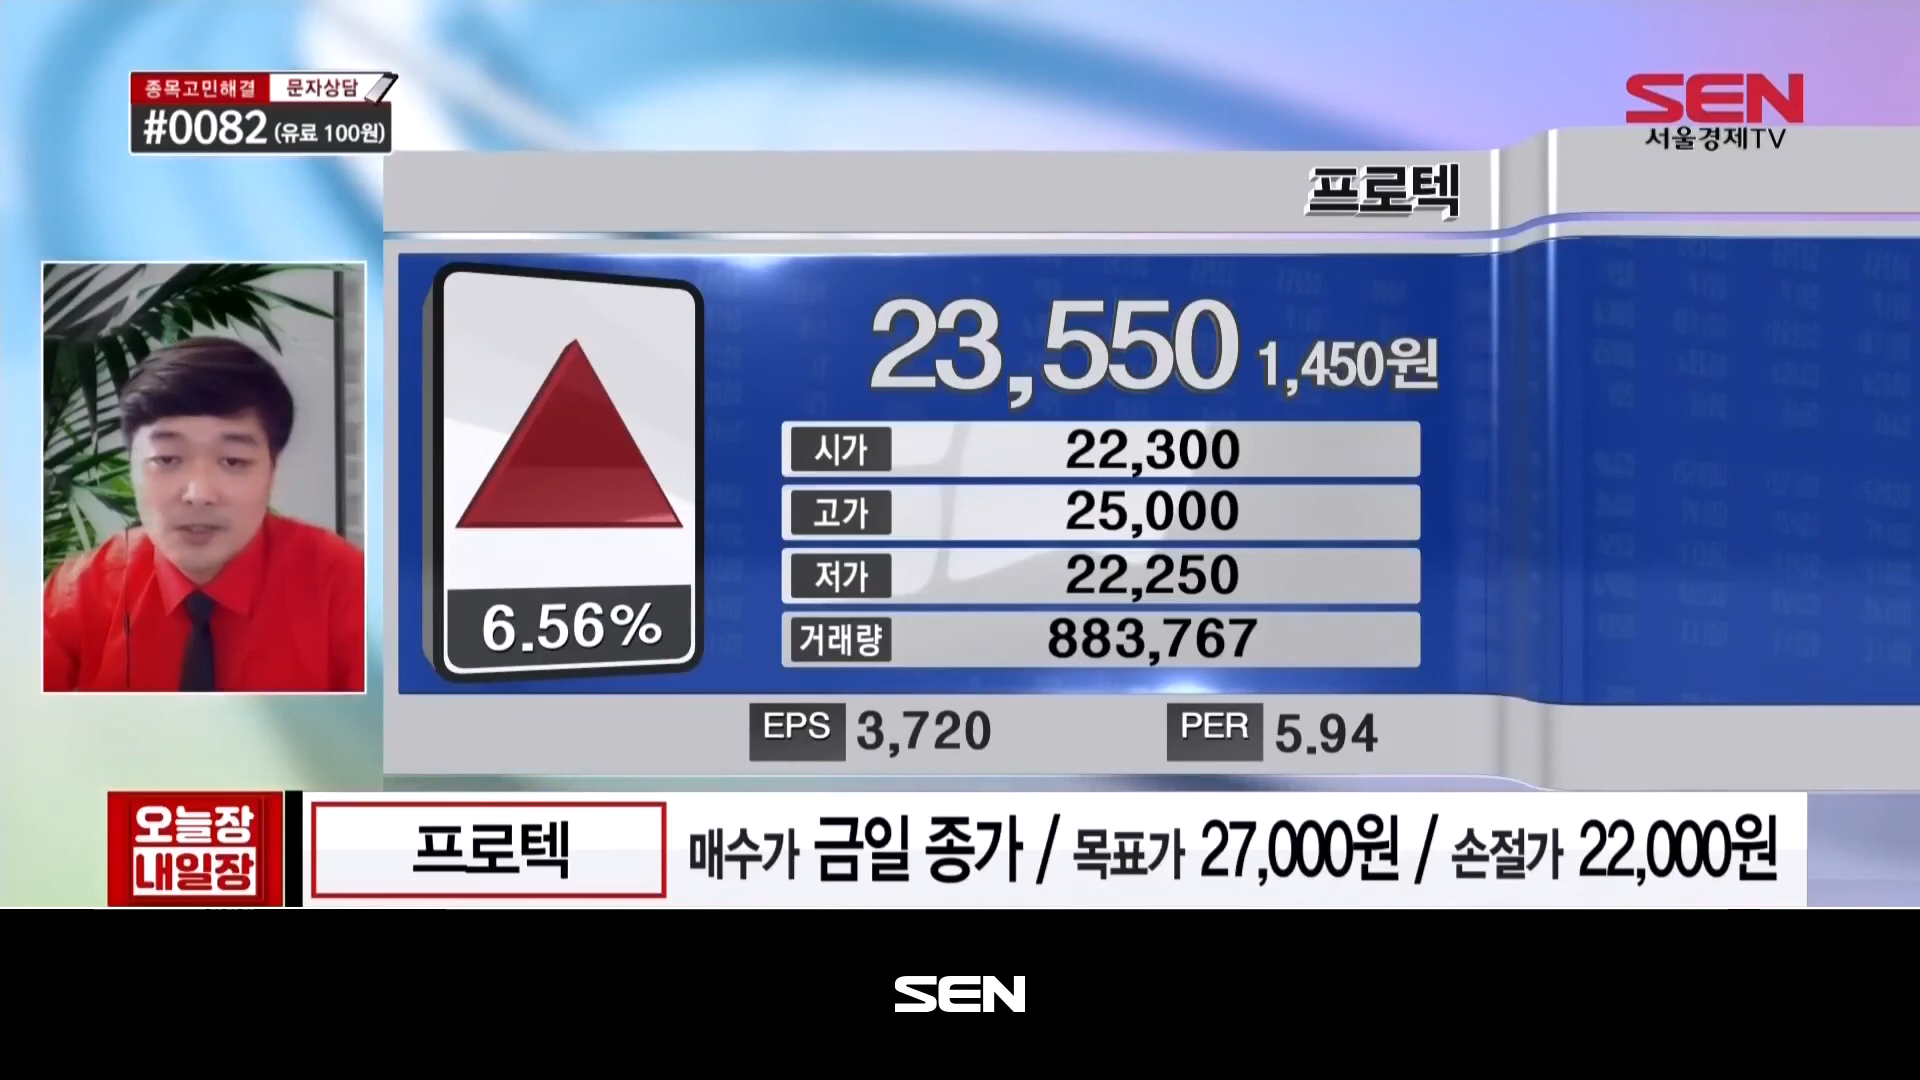 종목고민해결 문자상담
#0082 (유료 100원)
SEN
서울경제TV
프로텍
23,550 1,450원
시가 22,300
고가 25,000
저가 22,250
거래량 883,767
6.56%
EPS 3,720 PER 5.94
오늘장
내일장
프로텍 매수가 금일 종가 / 목표가 27,000원 / 손절가 22,000원
SEN